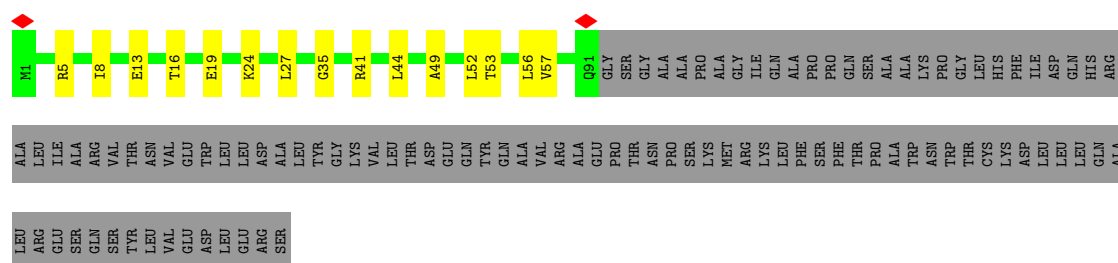 M1 R5 I8 E13 T16 E19 K24 L27 G35 R41 L44 A49 L52 T53 L56 V57 Q91 GLY SER GLY ALA ALA PRO ALA GLY ILE GLN ALA PRO PRO GLN SER ALA ALA LYS PRO GLY LEU HIS PHE ILE ASP GLN HIS ARG
ALA LEU ILE ALA ARG VAL THR ASN VAL GLU TRP LEU LEU ASP ALA LEU TYR GLY LYS VAL LEU THR ASP GLU GLN TYR GLN ALA VAL ARG ALA GLU PRO THR ASN PRO SER LYS MET ARG LYS LEU PHE SER PHE THR PRO ALA TRP ASN TRP THR CYS LYS ASP LEU LEU LEU GLN ALA
LEU ARG GLU SER GLN SER TYR LEU VAL GLU ASP LEU GLU ARG SER